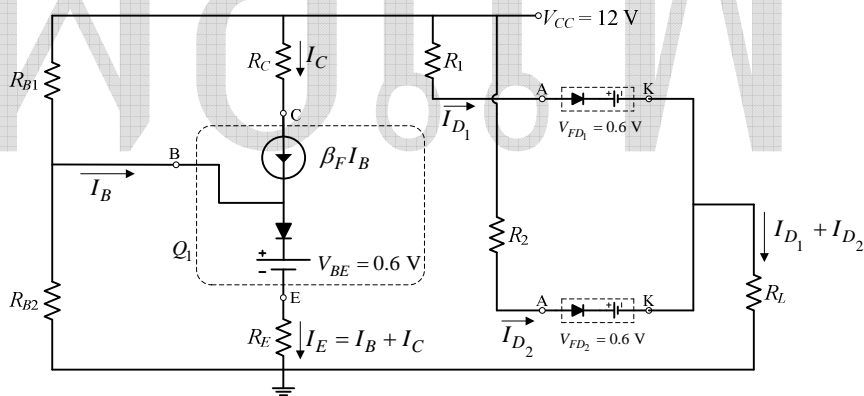 V_CC = 12 V
R_C
I_C
R_1
R_B1
C
A
K
I_D1
V_FD1 = 0.6 V
β_F I_B
B
I_B
I_D1 + I_D2
R_2
Q_1
+
-
V_BE = 0.6 V
R_B2
E
A
K
R_L
R_E
I_E = I_B + I_C
I_D2
V_FD2 = 0.6 V